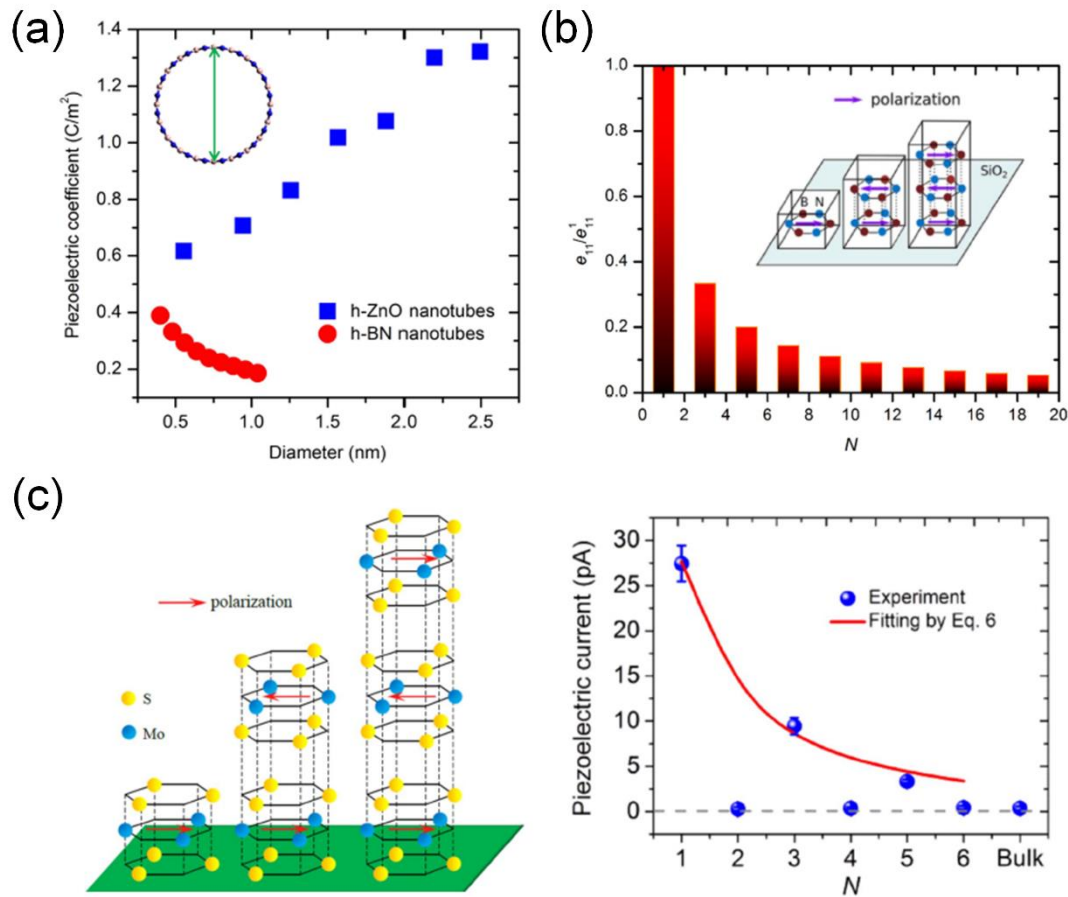 (a)
Piezoelectric coefficient (C/m²)
1.4
1.2
1.0
0.8
0.6
0.4
0.2
h-ZnO nanotubes
h-BN nanotubes
0.5 1.0 1.5 2.0 2.5
Diameter (nm)
(b)
e₁₁/e¹₁₁
1.0
0.8
0.6
0.4
0.2
0.0
polarization
SiO₂
B N
0 2 4 6 8 10 12 14 16 18 20
N
(c)
polarization
S
Mo
Piezoelectric current (pA)
30
25
20
15
10
5
0
Experiment
Fitting by Eq. 6
1 2 3 4 5 6 Bulk
N